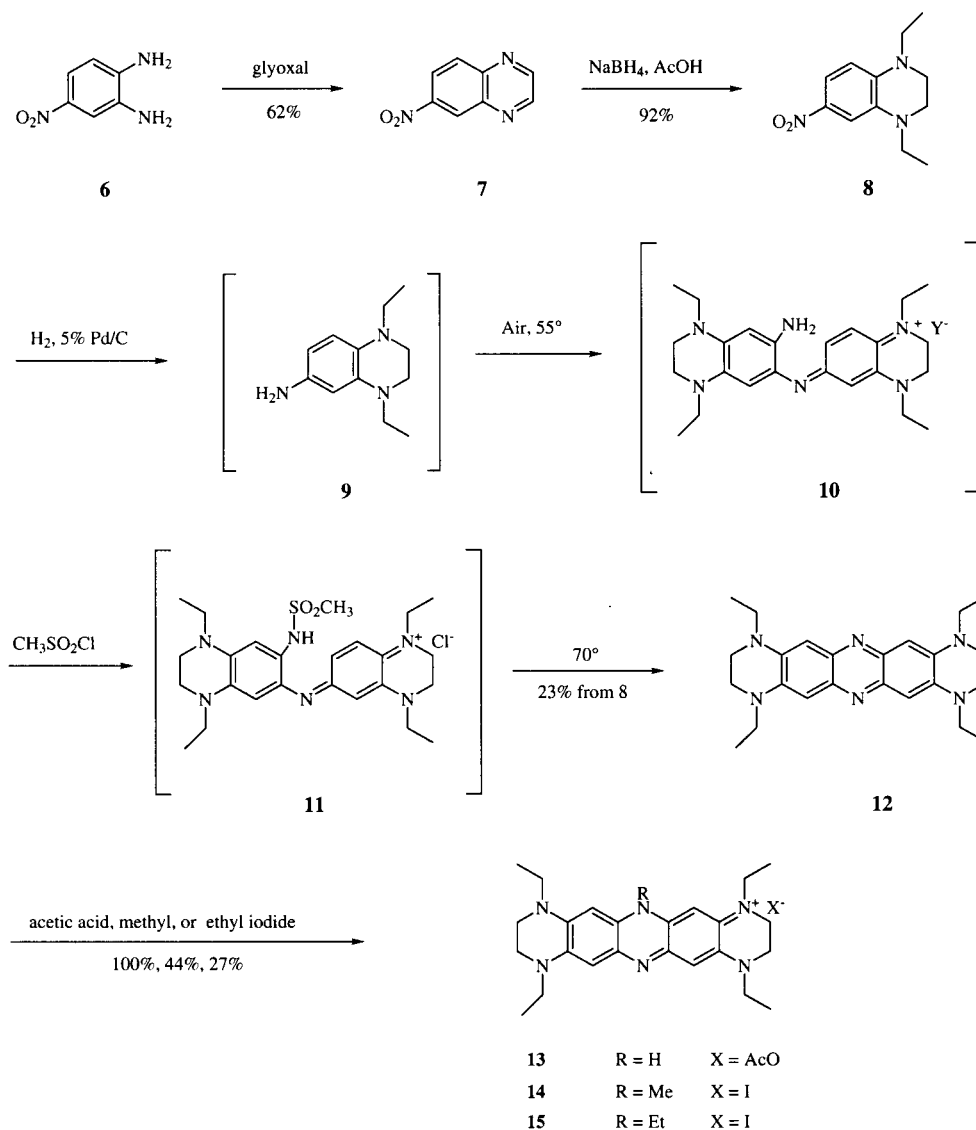 glyoxal
62%
NaBH4, AcOH
92%
NH2
O2N
NH2
6
N
O2N
N
7
N
O2N
N
8
H2, 5% Pd/C
N
H2N
N
9
Air, 55°
N
NH2
N+ Y-
N
N
N
10
CH3SO2Cl
SO2CH3
N
NH
N+ Cl-
N
N
N
11
70°
23% from 8
N
N
N
N
N
N
12
acetic acid, methyl, or ethyl iodide
100%, 44%, 27%
R
N
N
N+ X-
N
N
N
13 R = H X = AcO
14 R = Me X = I
15 R = Et X = I